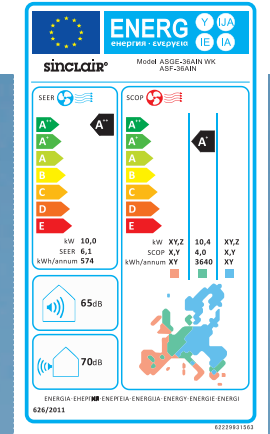 ENERG Y IJA
енергия · ενεργεια IE IA
sinclair® Model ASGE-36AIN WK
ASF-36AIN
SEER
A++
A+
A
B
C
D
E
A++
kW 10,0
SEER 6,1
kWh/annum 574
SCOP
A++
A+
A
B
C
D
E
A+
kW XY,Z 10,4 XY,Z
SCOP X,Y 4,0 X,Y
kWh/annum XY 3640 XY
65dB
70dB
ENERGIA·ЕНЕРГИЯ·ΕΝΕΡΓΕΙΑ·ENERGIJA·ENERGY·ENERGIE·ENERGI
626/2011
62229931563